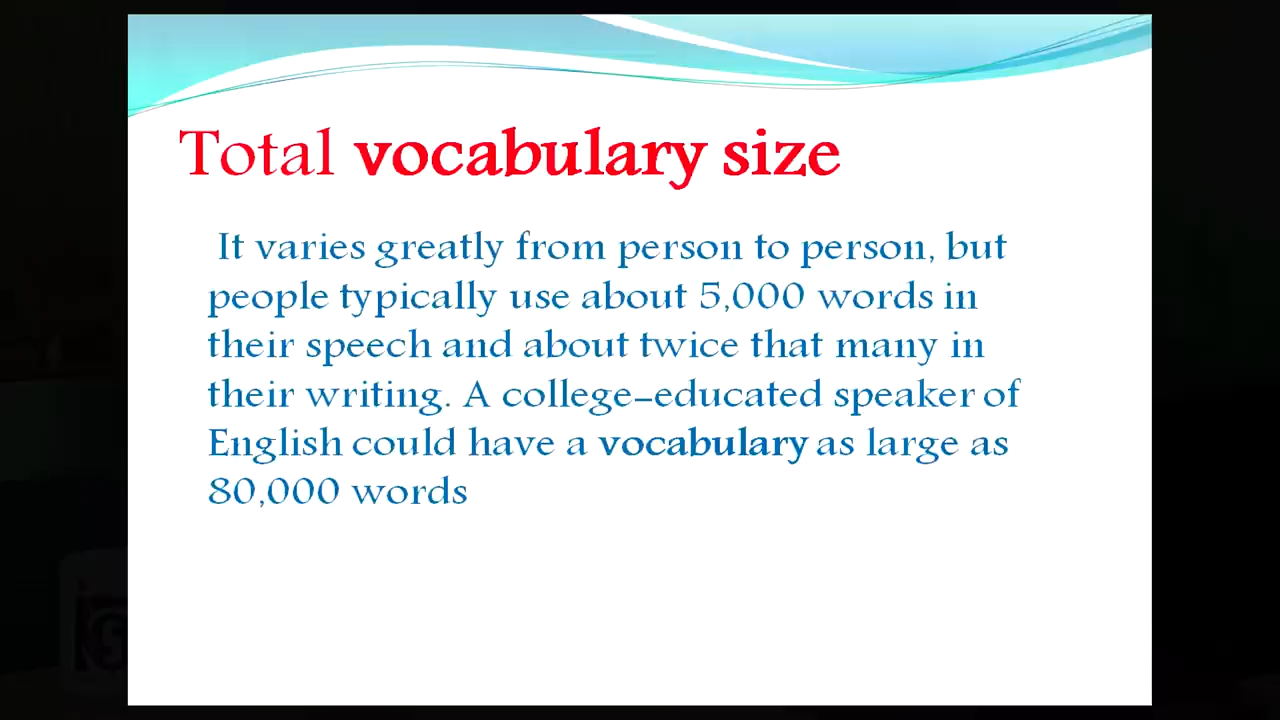 Total vocabulary size
It varies greatly from person to person, but
people typically use about 5,000 words in
their speech and about twice that many in
their writing. A college-educated speaker of
English could have a vocabulary as large as
80,000 words